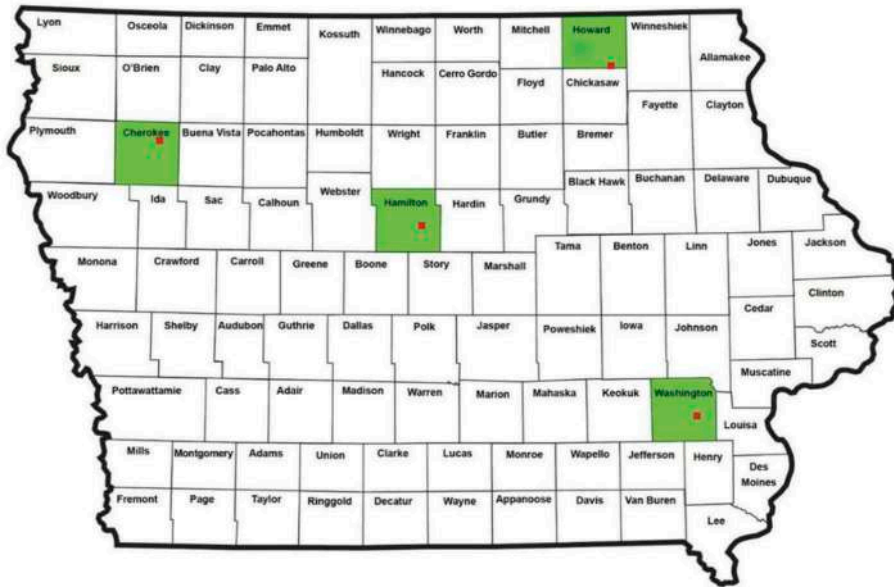 Lyon
Osceola
Dickinson
Emmet
Kossuth
Winnebago
Worth
Mitchell
Howard
Winneshiek
Allamakee
Sioux
O'Brien
Clay
Palo Alto
Hancock
Cerro Gordo
Floyd
Chickasaw
Fayette
Clayton
Plymouth
Cherokee
Buena Vista
Pocahontas
Humboldt
Wright
Franklin
Butler
Bremer
Woodbury
Ida
Sac
Calhoun
Webster
Hamilton
Hardin
Grundy
Black Hawk
Buchanan
Delaware
Dubuque
Monona
Crawford
Carroll
Greene
Boone
Story
Marshall
Tama
Benton
Linn
Jones
Jackson
Clinton
Harrison
Shelby
Audubon
Guthrie
Dallas
Polk
Jasper
Poweshiek
Iowa
Johnson
Cedar
Scott
Muscatine
Pottawattamie
Cass
Adair
Madison
Warren
Marion
Mahaska
Keokuk
Washington
Louisa
Mills
Montgomery
Adams
Union
Clarke
Lucas
Monroe
Wapello
Jefferson
Henry
Des
Moines
Fremont
Page
Taylor
Ringgold
Decatur
Wayne
Appanoose
Davis
Van Buren
Lee